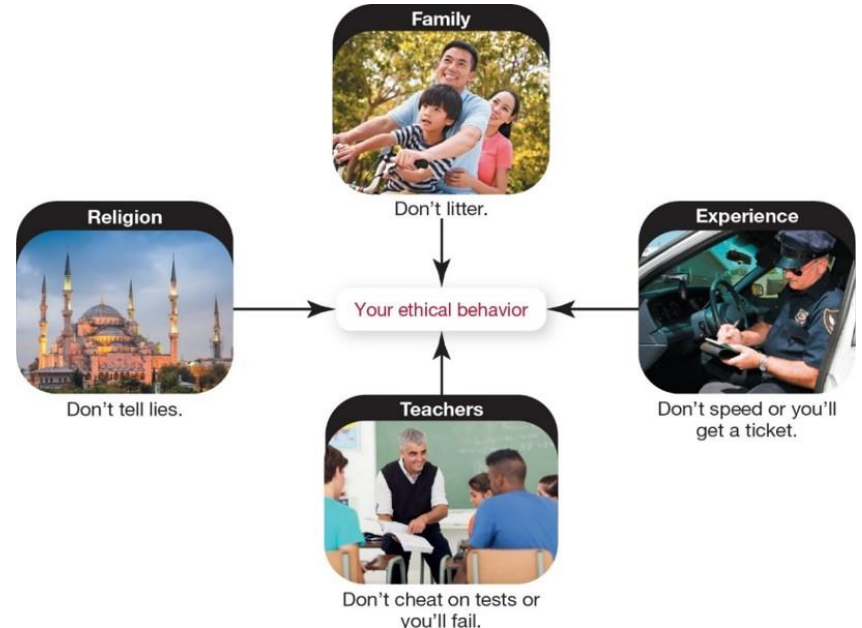 Family
Don’t litter.
Religion
Don’t tell lies.
Your ethical behavior
Experience
Don’t speed or you’ll
get a ticket.
Teachers
Don’t cheat on tests or
you’ll fail.